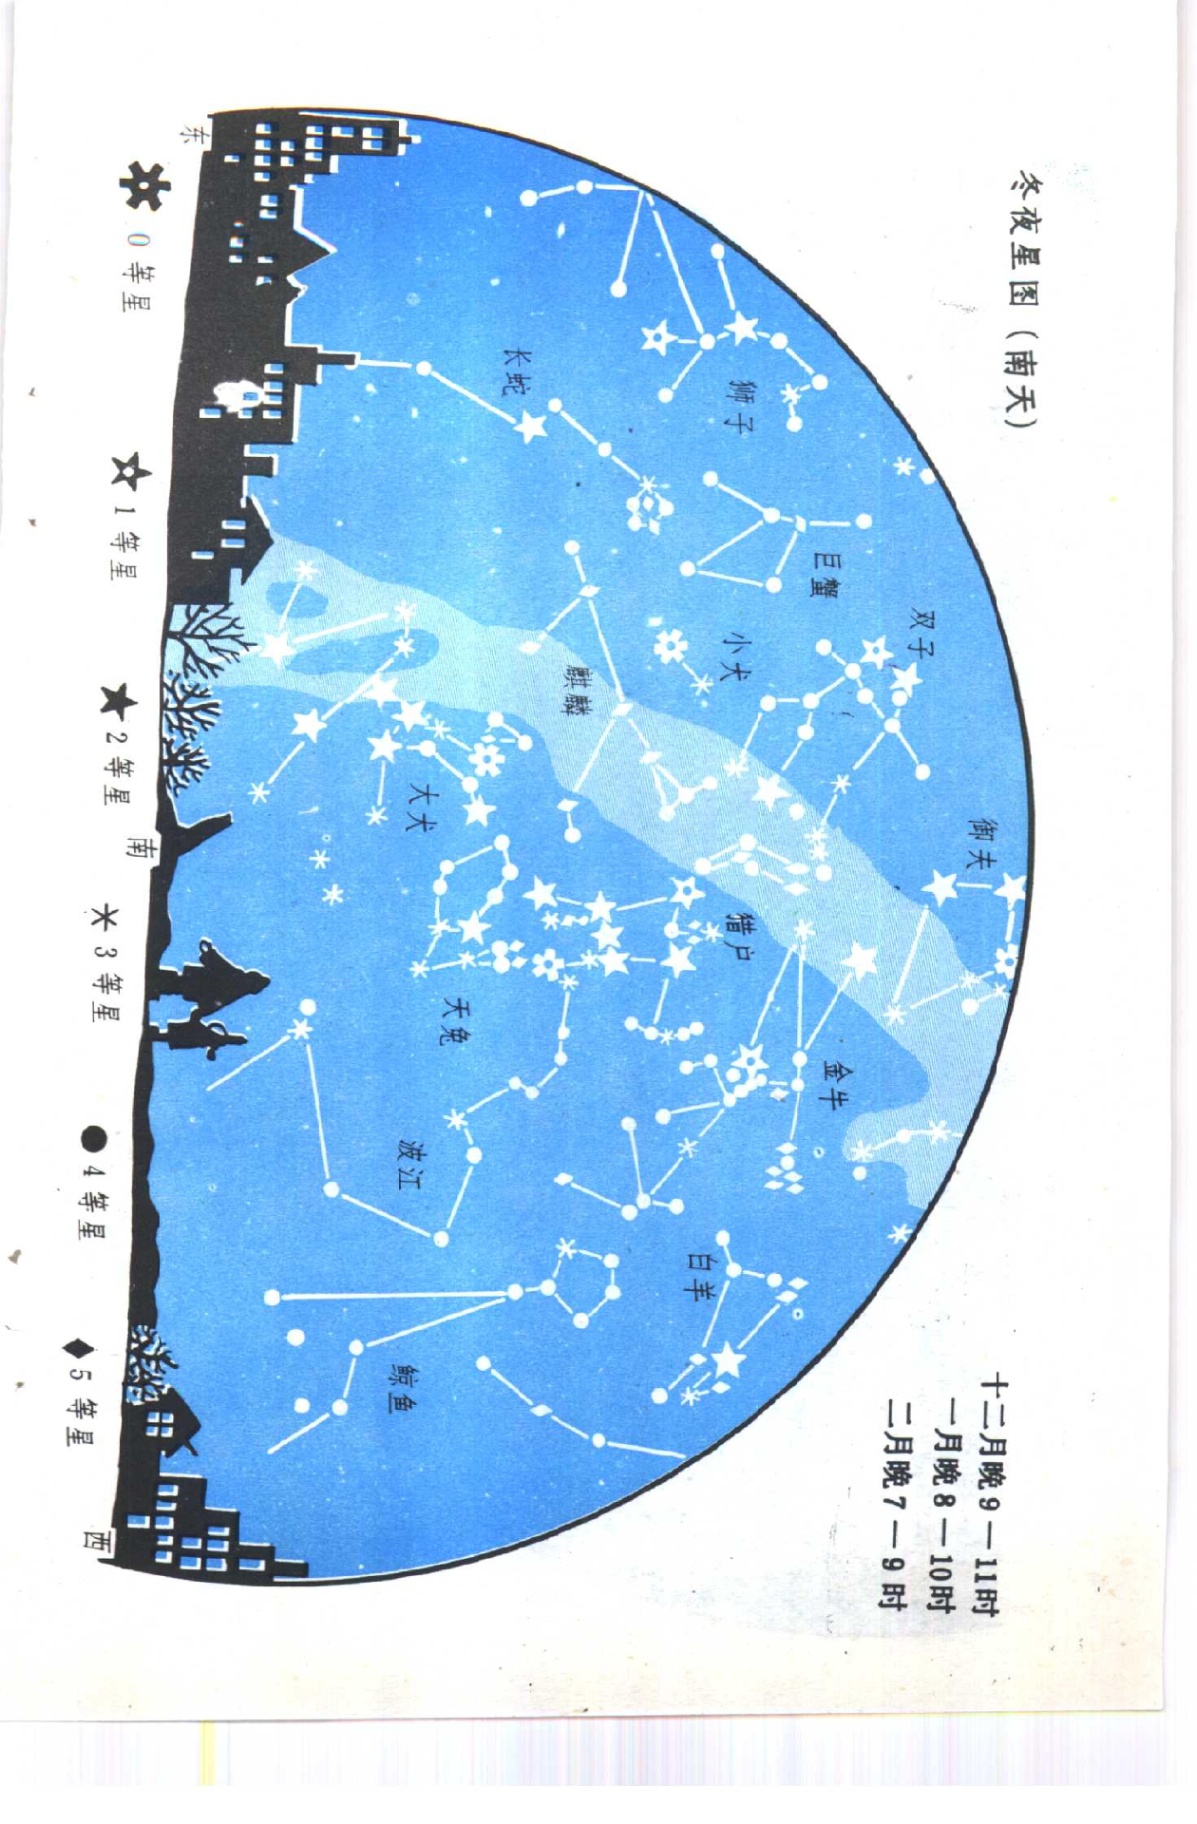 冬夜星图（南天）
十二月晚9—11时
一月晚8—10时
二月晚7—9时
御夫
双子
巨蟹
狮子
小犬
猎户
金牛
白羊
长蛇
麒麟
大犬
天兔
波江
鲸鱼
东
南
西
0等星
1等星
2等星
3等星
4等星
5等星